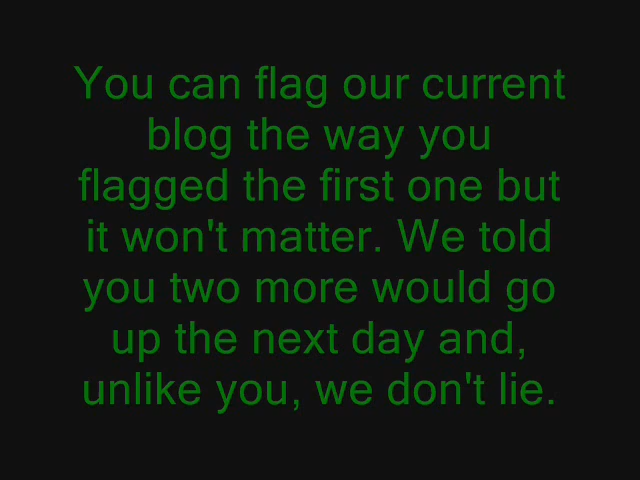 You can flag our current
blog the way you
flagged the first one but
it won't matter. We told
you two more would go
up the next day and,
unlike you, we don't lie.